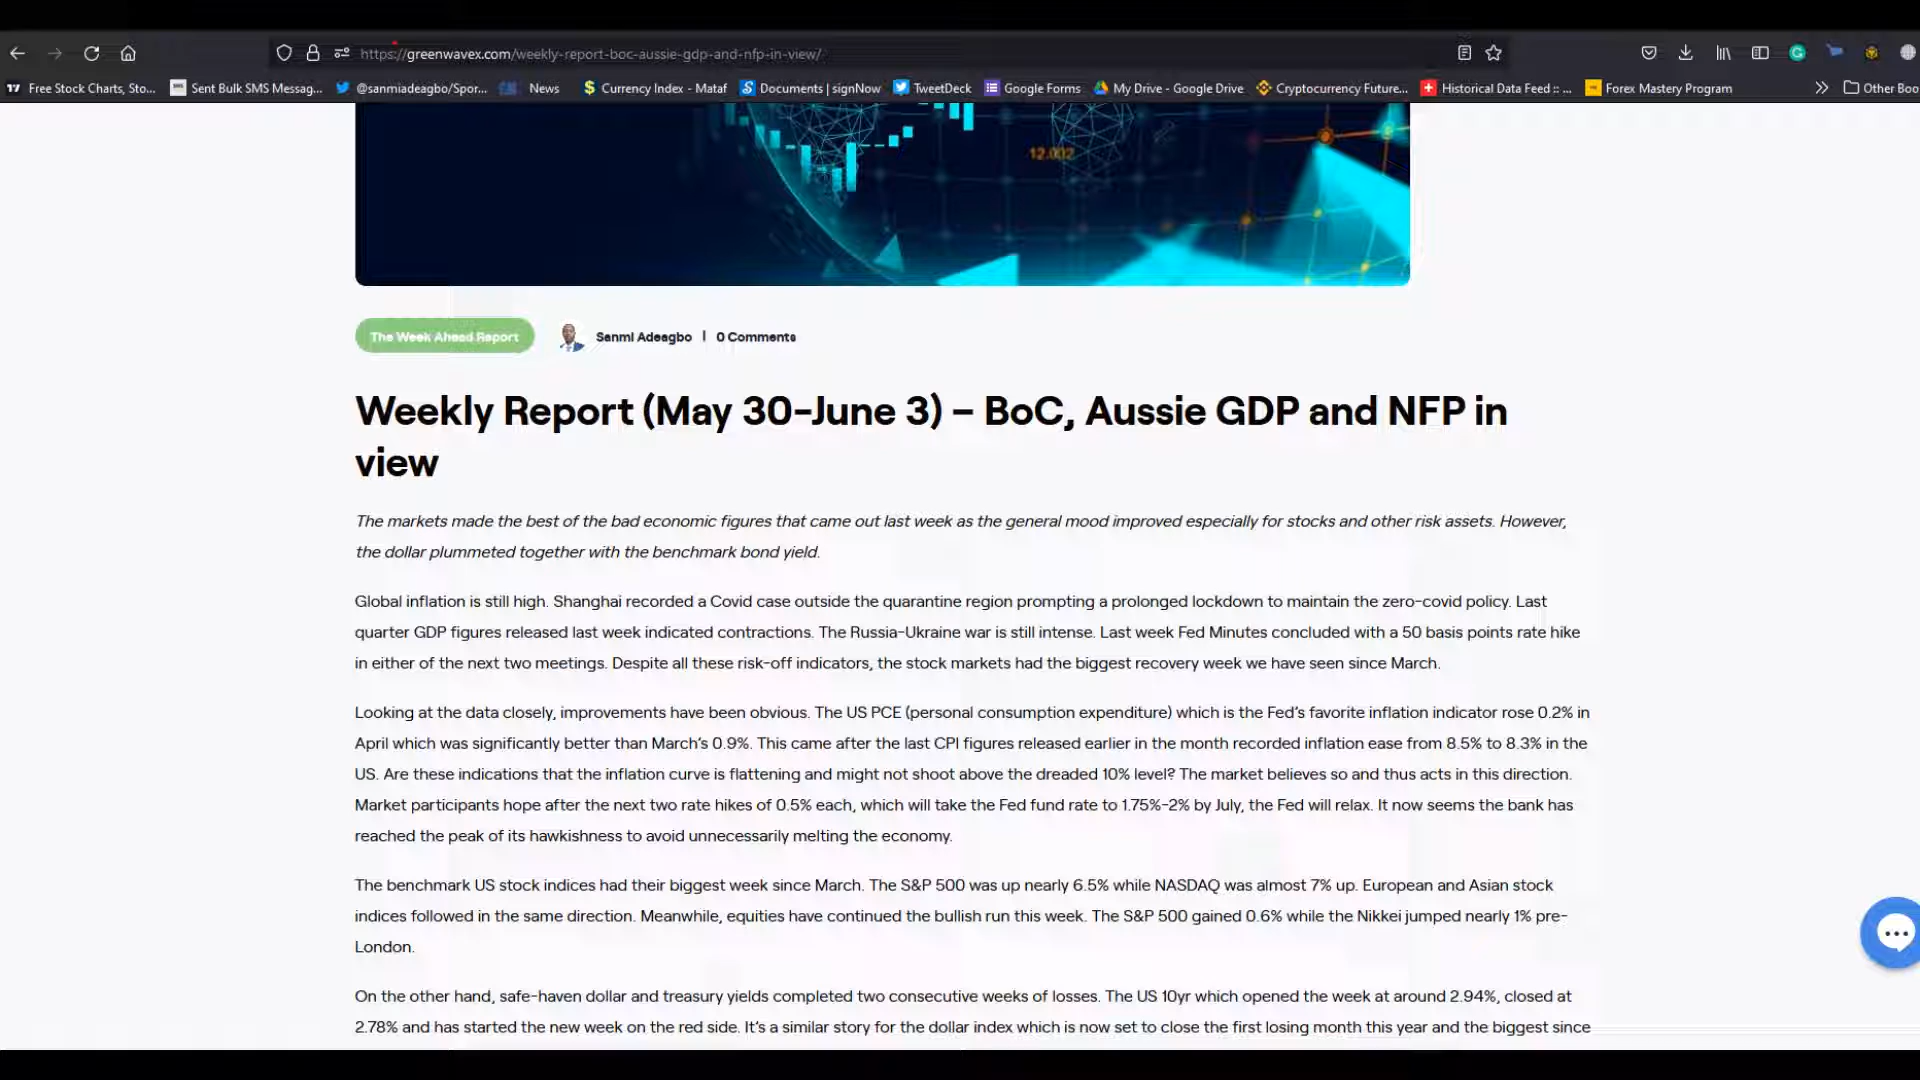 https://greenwavex.com/weekly-report-boc-aussie-gdp-and-nfp-in-view/
Free Stock Charts, Sto... Sent Bulk SMS Messag... @sanmiadeagbo/Spor... News Currency Index - Mataf Documents | signNow TweetDeck Google Forms My Drive - Google Drive Cryptocurrency Future... Historical Data Feed :: ... Forex Mastery Program Other Boo
12.002
The Week Ahead Report Sanmi Adeagbo | 0 Comments
Weekly Report (May 30-June 3) – BoC, Aussie GDP and NFP in
view
The markets made the best of the bad economic figures that came out last week as the general mood improved especially for stocks and other risk assets. However,
the dollar plummeted together with the benchmark bond yield.
Global inflation is still high. Shanghai recorded a Covid case outside the quarantine region prompting a prolonged lockdown to maintain the zero-covid policy. Last
quarter GDP figures released last week indicated contractions. The Russia-Ukraine war is still intense. Last week Fed Minutes concluded with a 50 basis points rate hike
in either of the next two meetings. Despite all these risk-off indicators, the stock markets had the biggest recovery week we have seen since March.
Looking at the data closely, improvements have been obvious. The US PCE (personal consumption expenditure) which is the Fed's favorite inflation indicator rose 0.2% in
April which was significantly better than March's 0.9%. This came after the last CPI figures released earlier in the month recorded inflation ease from 8.5% to 8.3% in the
US. Are these indications that the inflation curve is flattening and might not shoot above the dreaded 10% level? The market believes so and thus acts in this direction.
Market participants hope after the next two rate hikes of 0.5% each, which will take the Fed fund rate to 1.75%-2% by July, the Fed will relax. It now seems the bank has
reached the peak of its hawkishness to avoid unnecessarily melting the economy.
The benchmark US stock indices had their biggest week since March. The S&P 500 was up nearly 6.5% while NASDAQ was almost 7% up. European and Asian stock
indices followed in the same direction. Meanwhile, equities have continued the bullish run this week. The S&P 500 gained 0.6% while the Nikkei jumped nearly 1% pre-
London.
On the other hand, safe-haven dollar and treasury yields completed two consecutive weeks of losses. The US 10yr which opened the week at around 2.94%, closed at
2.78% and has started the new week on the red side. It's a similar story for the dollar index which is now set to close the first losing month this year and the biggest since